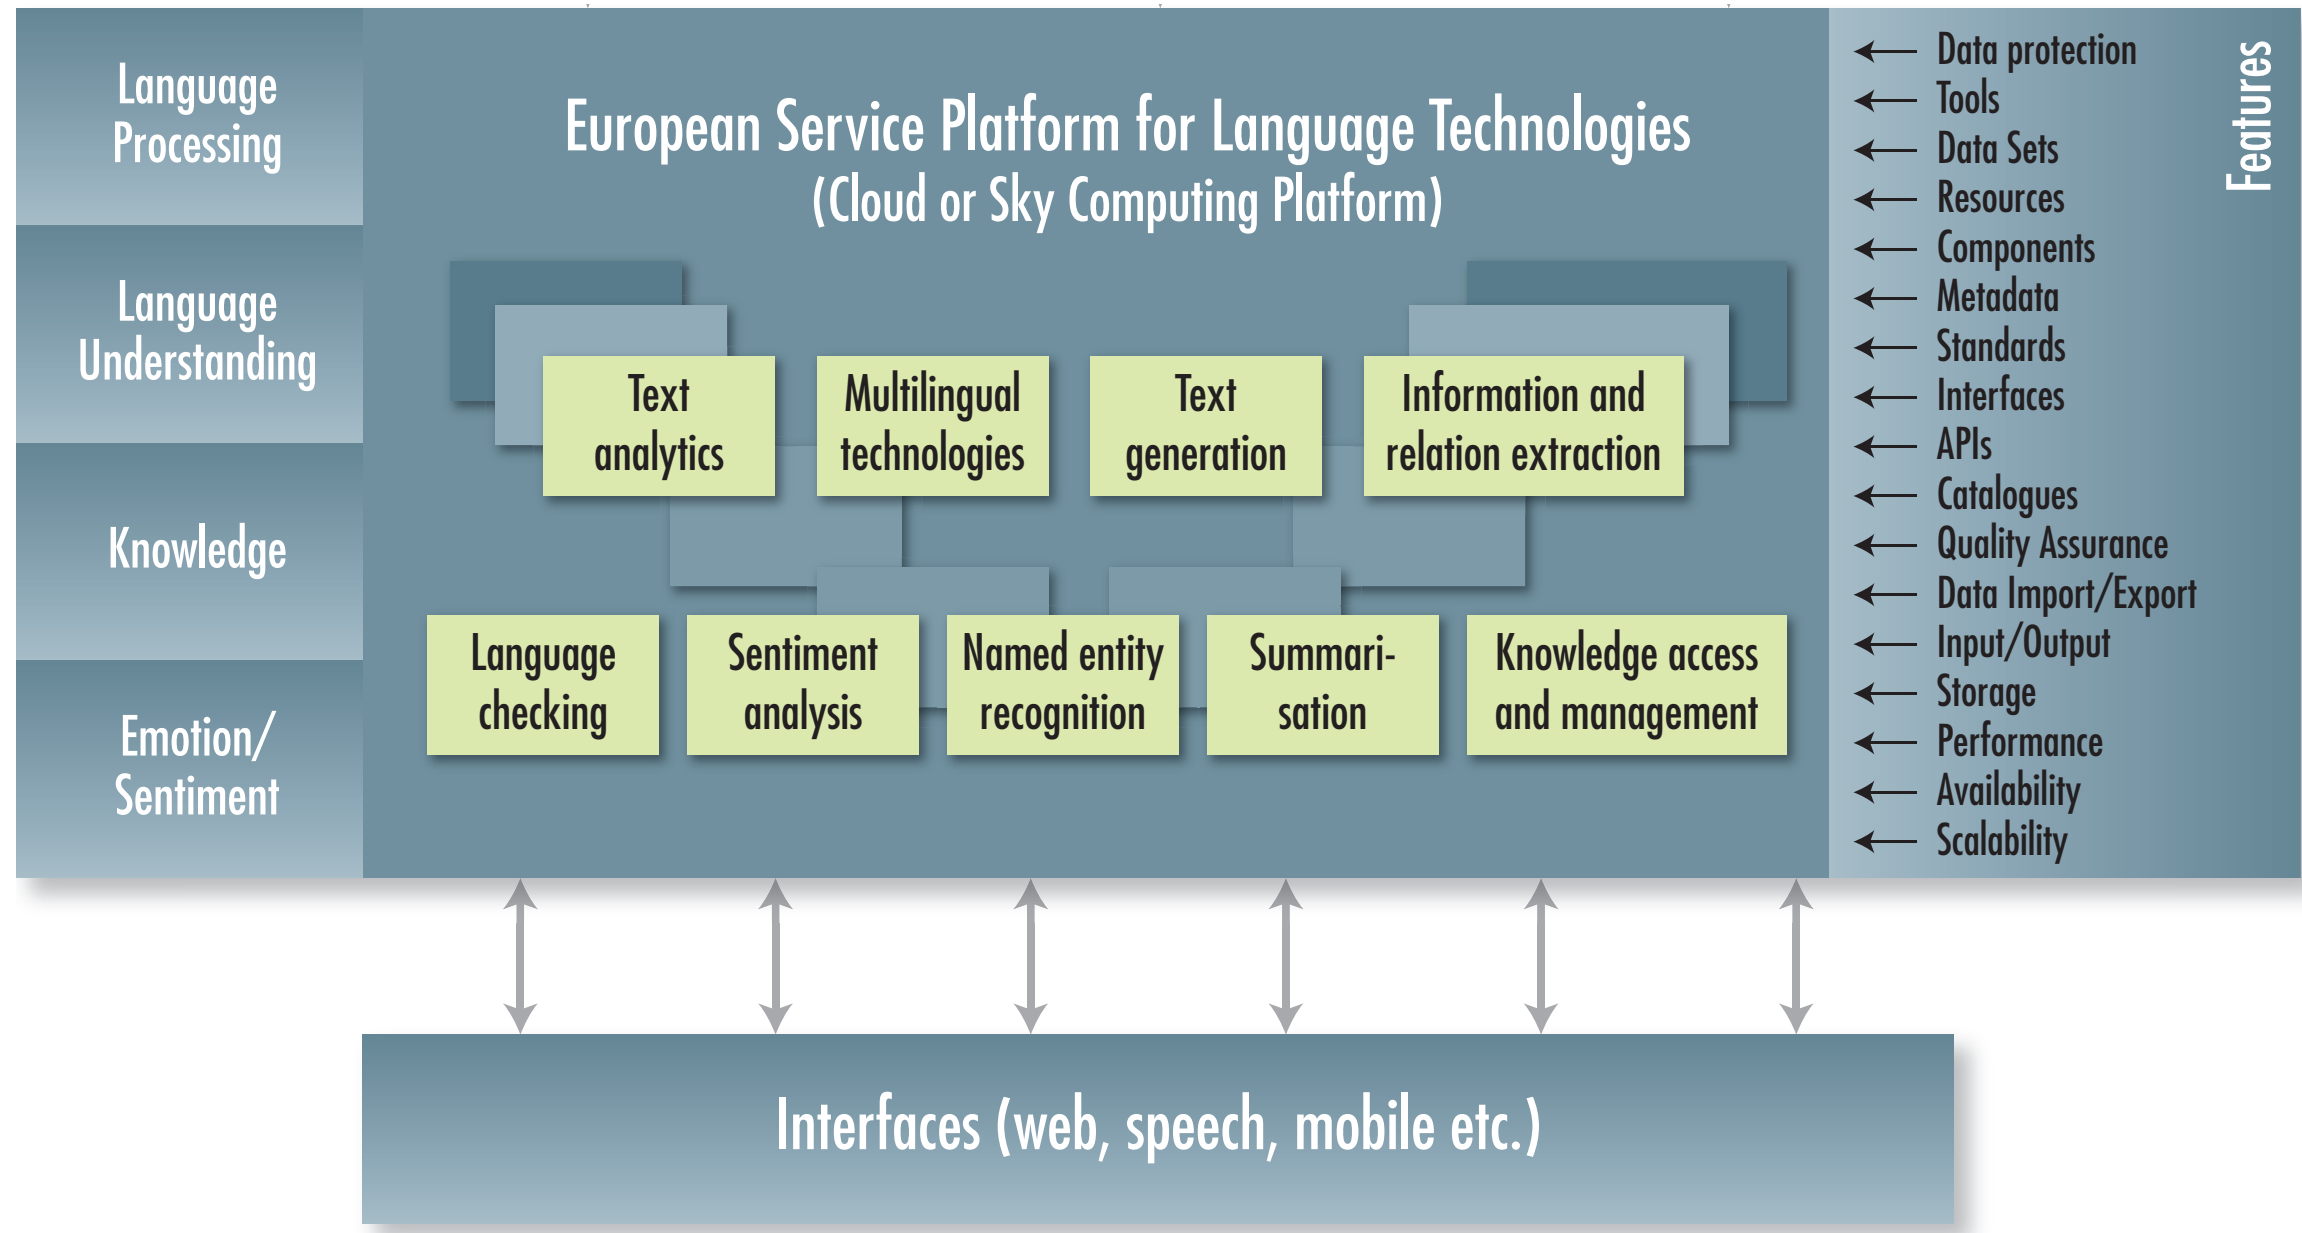 Language
Processing
Language
Understanding
Knowledge
Emotion/
Sentiment
European Service Platform for Language Technologies
(Cloud or Sky Computing Platform)
Text
analytics
Multilingual
technologies
Text
generation
Information and
relation extraction
Language
checking
Sentiment
analysis
Named entity
recognition
Summari-
sation
Knowledge access
and management
Features
Data protection
Tools
Data Sets
Resources
Components
Metadata
Standards
Interfaces
APIs
Catalogues
Quality Assurance
Data Import/Export
Input/Output
Storage
Performance
Availability
Scalability
Interfaces (web, speech, mobile etc.)